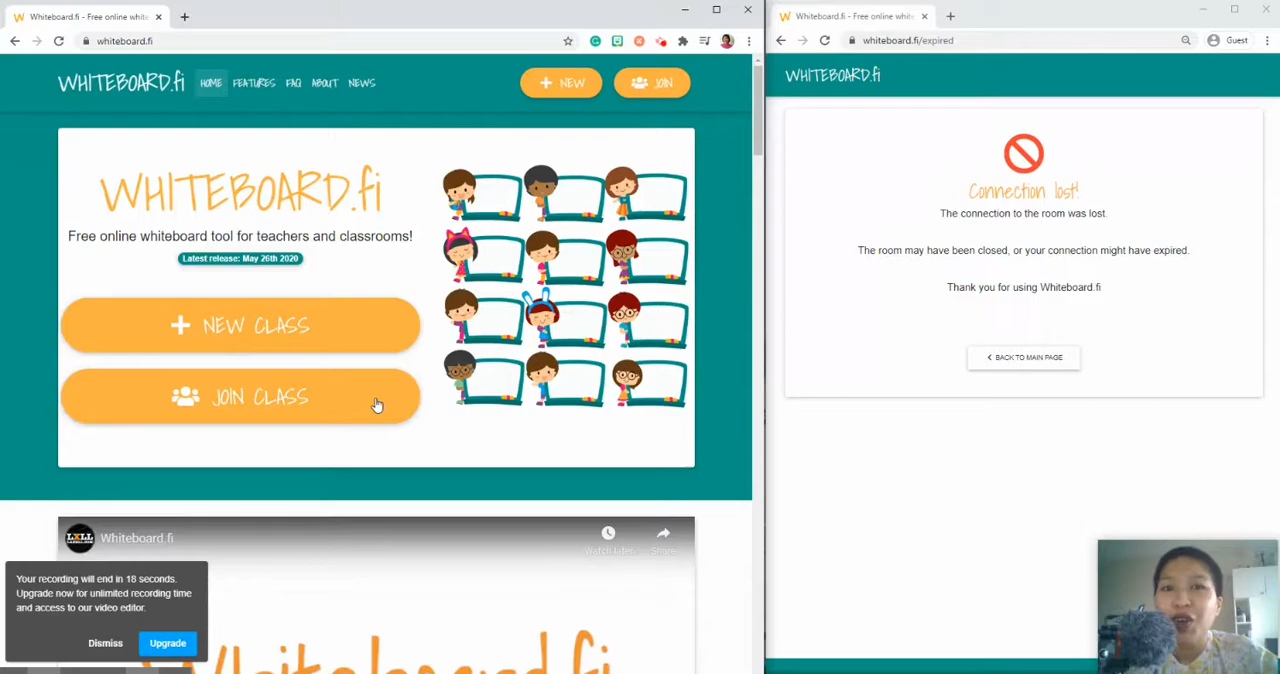 Whiteboard.fi - Free online white
whiteboard.fi
WHITEBOARD.fi HOME FEATURES FAQ ABOUT NEWS NEW JOIN
WHITEBOARD.fi
Free online whiteboard tool for teachers and classrooms!
Latest release: May 26th 2020
NEW CLASS
JOIN CLASS
LXLL
Whiteboard.fi
Watch later Share
Whiteboard.fi
Your recording will end in 18 seconds.
Upgrade now for unlimited recording time
and access to our video editor.
Dismiss Upgrade
Whiteboard.fi - Free online white
whiteboard.fi/expired
Guest
WHITEBOARD.fi
Connection lost!
The connection to the room was lost.
The room may have been closed, or your connection might have expired.
Thank you for using Whiteboard.fi
BACK TO MAIN PAGE